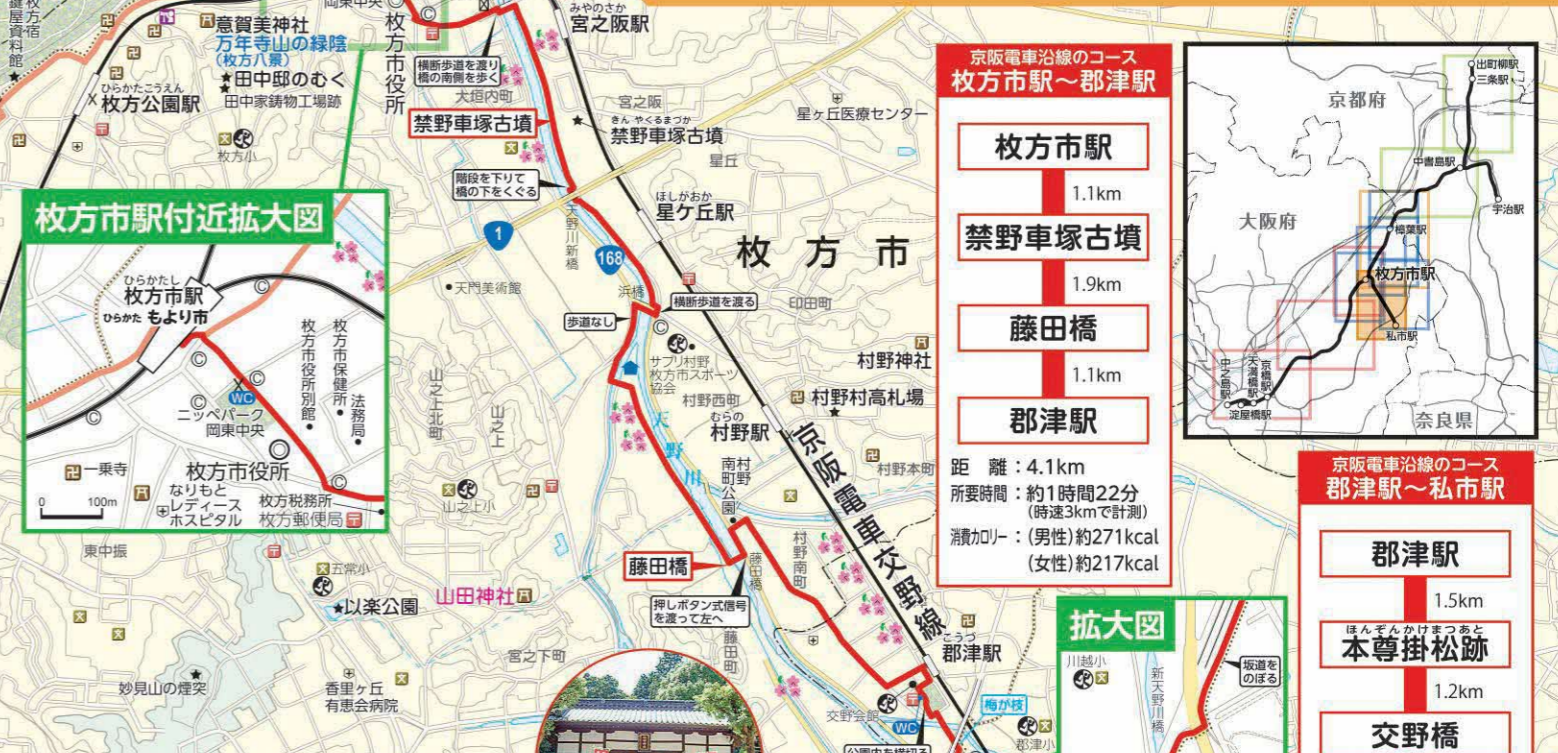 鍵屋資料館
枚方宿
意賀美神社
万年寺山の緑陰
(枚方八景)
★田中邸のむく
田中家鋳物工場跡
ひらかたこうえん
枚方公園駅
枚方小
岡東中央
枚方市役所
横断歩道を渡り
橋の南側を歩く
大垣内町
みやのさか
宮之阪駅
宮之阪
禁野車塚古墳
きんやくるまづか
禁野車塚古墳
星ヶ丘医療センター
星丘
階段を下りて
橋の下をくぐる
ほしがおか
星ケ丘駅
天野川新橋
1
168
枚方市
天門美術館
浜橋
横断歩道を渡る
印田町
歩道なし
サプリ村野
枚方市スポーツ
協会
村野神社
村野村高札場
村野西町
むらの
村野駅
山之上北町
山之上
天野川
京阪電車交野線
村野
南町公園
村野本町
山之上小
藤田橋
藤田橋
村野南町
押しボタン式信号
を渡って左へ
藤田町
東中振
五常小
★以楽公園
山田神社
宮之下町
妙見山の煙突
香里ヶ丘
有恵会病院
こうづ
郡津駅
交野会館
WC
梅が枝
郡津小
公園内を横切る
枚方市駅付近拡大図
ひらかたし
枚方市駅
ひらかた もより市
枚方市役所別館
枚方市保健所
法務局
WC
ニッペパーク
岡東中央
枚方市役所
一乗寺
なりもと
レディース
ホスピタル
枚方税務所
枚方郵便局
0 100m
京阪電車沿線のコース
枚方市駅～郡津駅
枚方市駅
1.1km
禁野車塚古墳
1.9km
藤田橋
1.1km
郡津駅
距 離：4.1km
所要時間：約1時間22分
(時速3kmで計測)
消費カロリー：(男性)約271kcal
(女性)約217kcal
出町柳駅
三条駅
京都府
中書島駅
宇治駅
大阪府
樟葉駅
枚方市駅
私市駅
京橋駅
天満橋駅
中之島駅
淀屋橋駅
奈良県
拡大図
川越小
新天野川橋
坂道を
のぼる
京阪電車沿線のコース
郡津駅～私市駅
郡津駅
1.5km
ほんぞんかけまつあと
本尊掛松跡
1.2km
交野橋